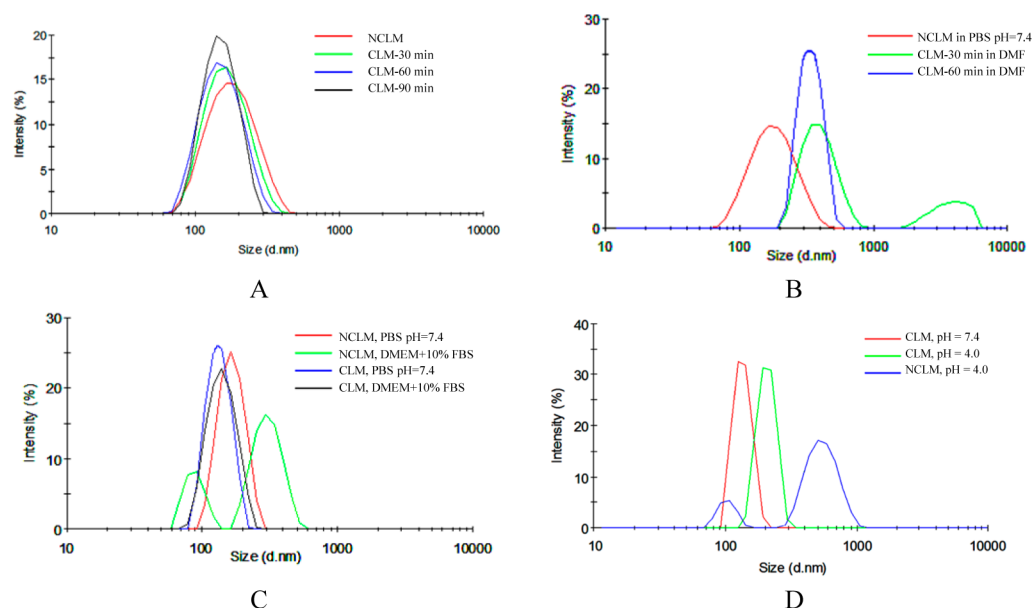 20
15
10
5
0
10
100
1000
10000
Intensity (%)
Size (d.nm)
NCLM
CLM-30 min
CLM-60 min
CLM-90 min
A
30
20
10
0
10
100
1000
10000
Intensity (%)
Size (d.nm)
NCLM in PBS pH=7.4
CLM-30 min in DMF
CLM-60 min in DMF
B
30
20
10
0
10
100
1000
10000
Intensity (%)
Size (d.nm)
NCLM, PBS pH=7.4
NCLM, DMEM+10% FBS
CLM, PBS pH=7.4
CLM, DMEM+10% FBS
C
40
30
20
10
0
10
100
1000
10000
Intensity (%)
Size (d.nm)
CLM, pH = 7.4
CLM, pH = 4.0
NCLM, pH = 4.0
D